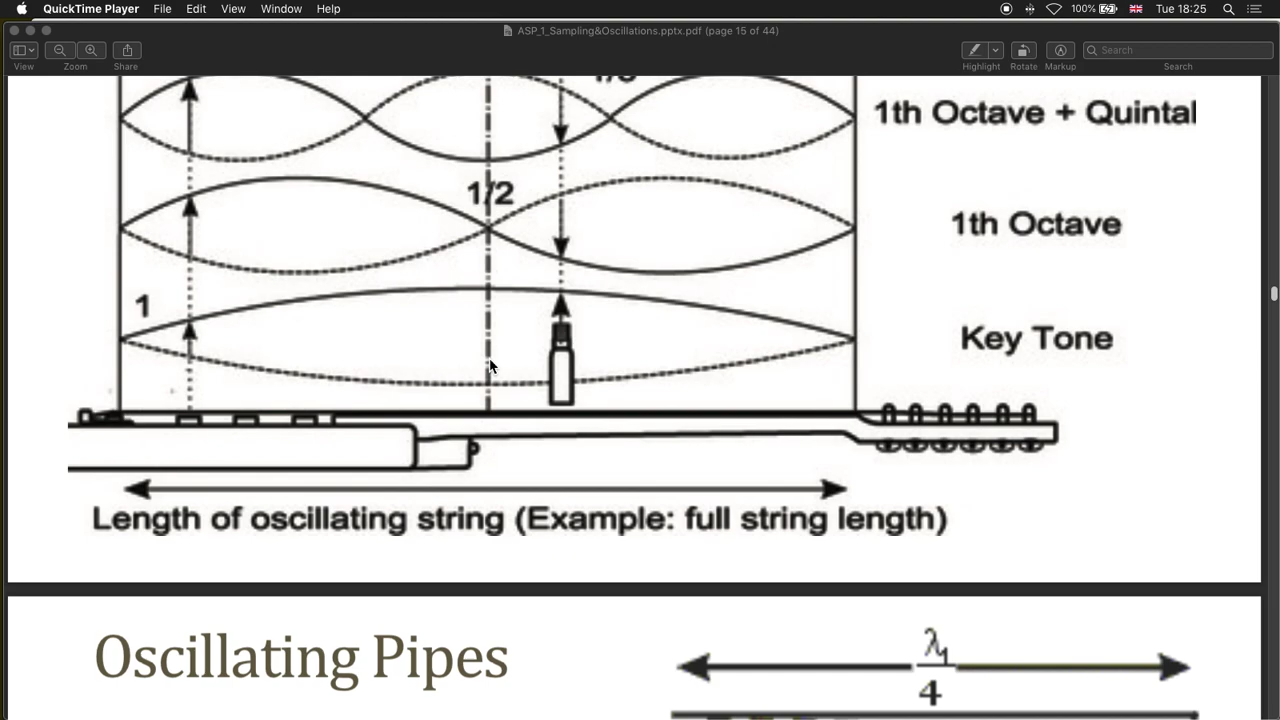 QuickTime Player File Edit View Window Help 100% Tue 18:25
ASP_1_Sampling&Oscillations.pptx.pdf (page 15 of 44)
Search
View Zoom Share Highlight Rotate Markup Search
1th Octave + Quintal
1/2
1th Octave
1
Key Tone
Length of oscillating string (Example: full string length)
Oscillating Pipes
λ1
4